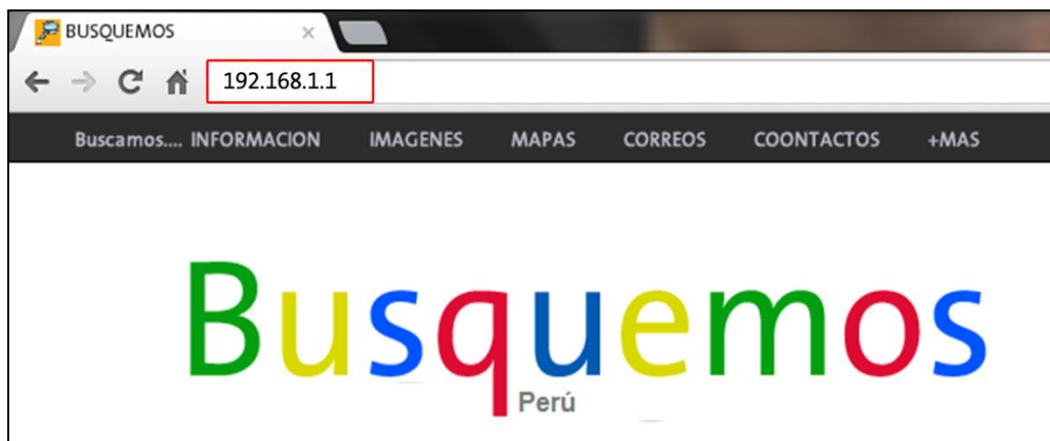 BUSQUEMOS
192.168.1.1
Buscamos.... INFORMACION IMAGENES MAPAS CORREOS COONTACTOS +MAS
Busquemos
Perú